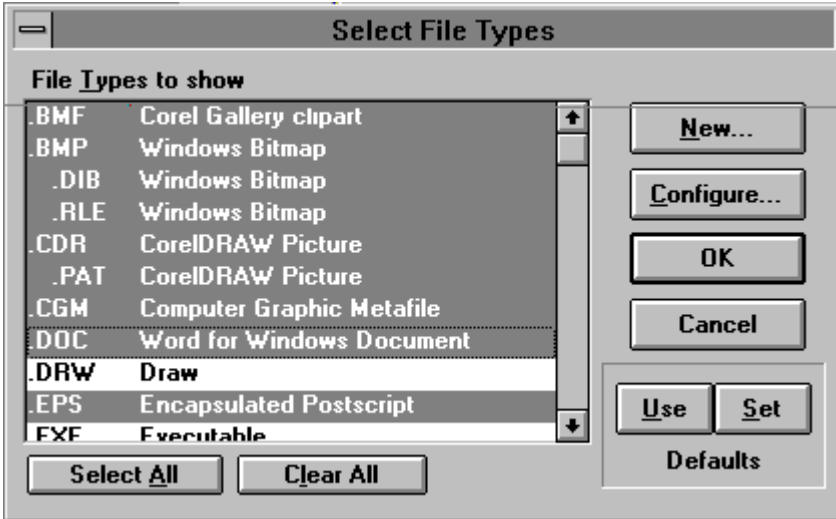 Select File Types
File Types to show
.BMF Corel Gallery clipart
.BMP Windows Bitmap
.DIB Windows Bitmap
.RLE Windows Bitmap
.CDR CorelDRAW Picture
.PAT CorelDRAW Picture
.CGM Computer Graphic Metafile
.DOC Word for Windows Document
.DRW Draw
.EPS Encapsulated Postscript
.EXE Executable
Select All
Clear All
New...
Configure...
OK
Cancel
Use
Set
Defaults